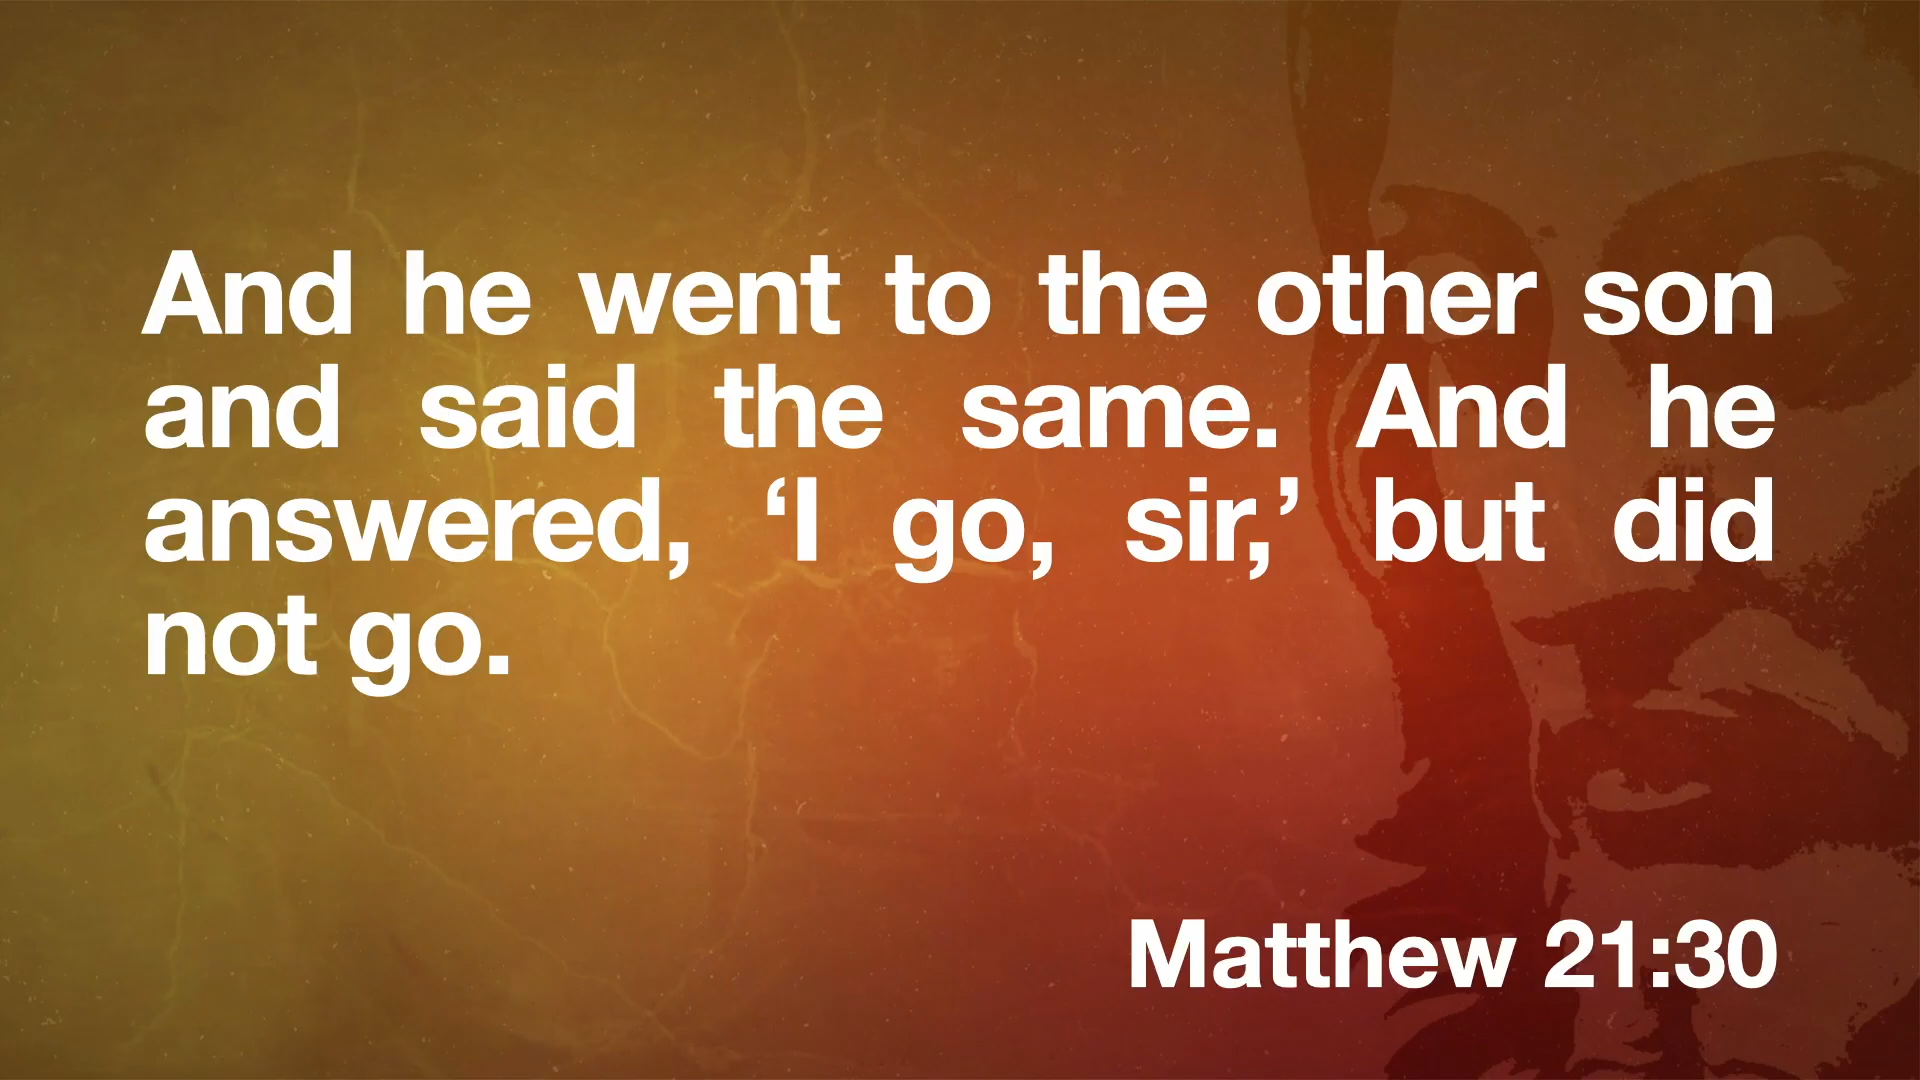 And he went to the other son
and said the same. And he
answered, ‘I go, sir,’ but did
not go.
Matthew 21:30